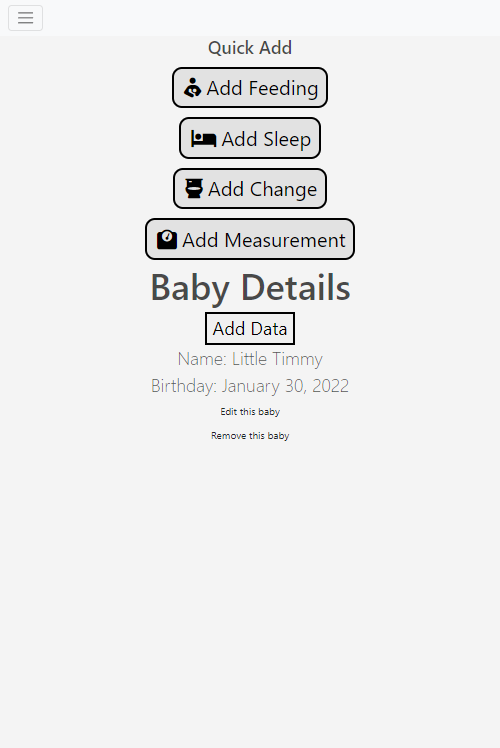 Quick Add
Add Feeding
Add Sleep
Add Change
Add Measurement
Baby Details
Add Data
Name: Little Timmy
Birthday: January 30, 2022
Edit this baby
Remove this baby